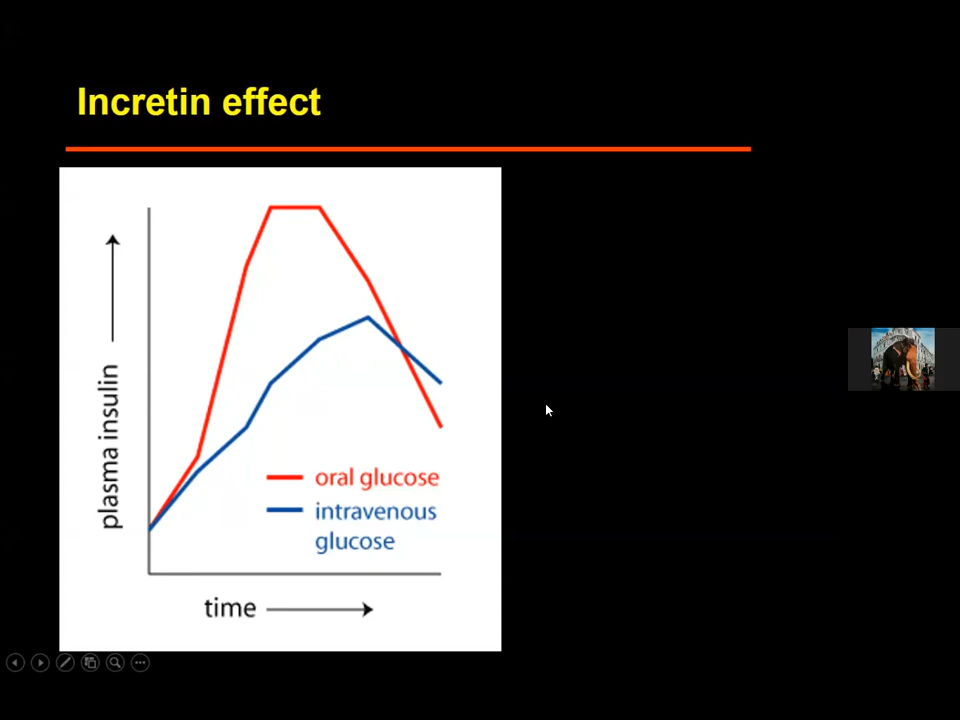 Incretin effect
plasma insulin
oral glucose
intravenous
glucose
time